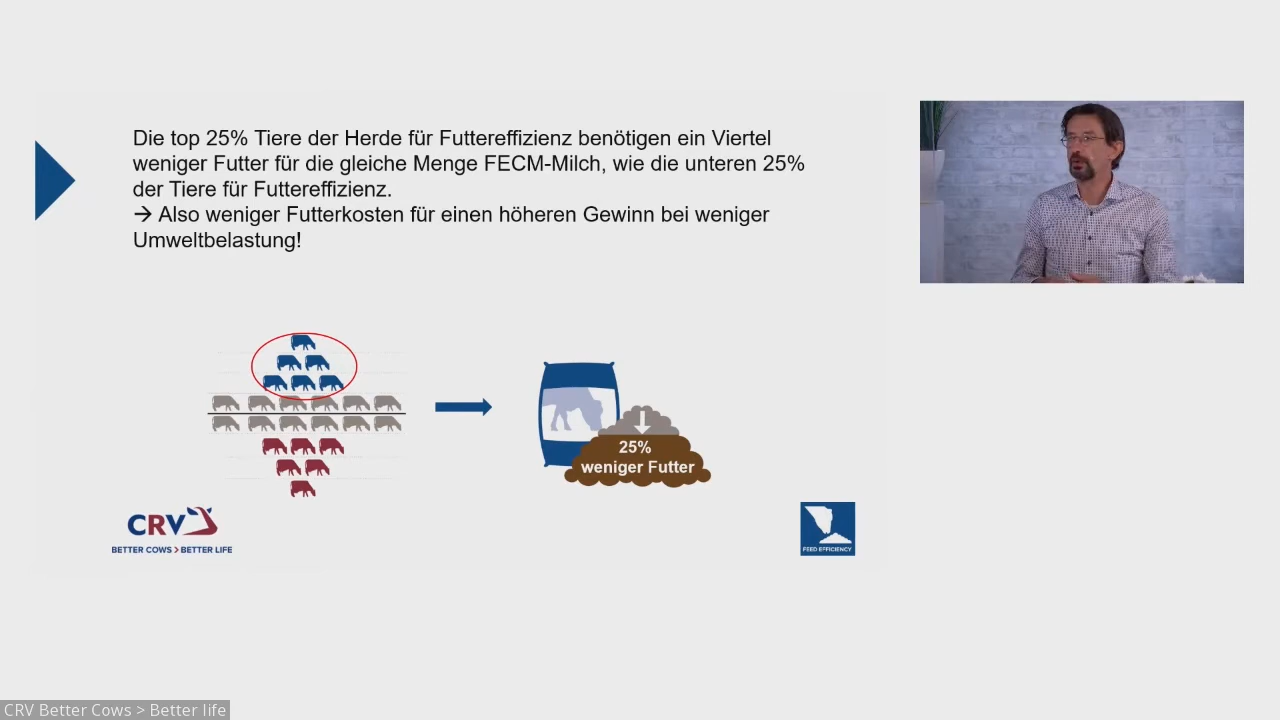 Die top 25% Tiere der Herde für Futtereffizienz benötigen ein Viertel
weniger Futter für die gleiche Menge FECM-Milch, wie die unteren 25%
der Tiere für Futtereffizienz.
→ Also weniger Futterkosten für einen höheren Gewinn bei weniger
Umweltbelastung!
25%
weniger Futter
CRV
BETTER COWS > BETTER LIFE
FEED EFFICIENCY
CRV Better Cows > Better life